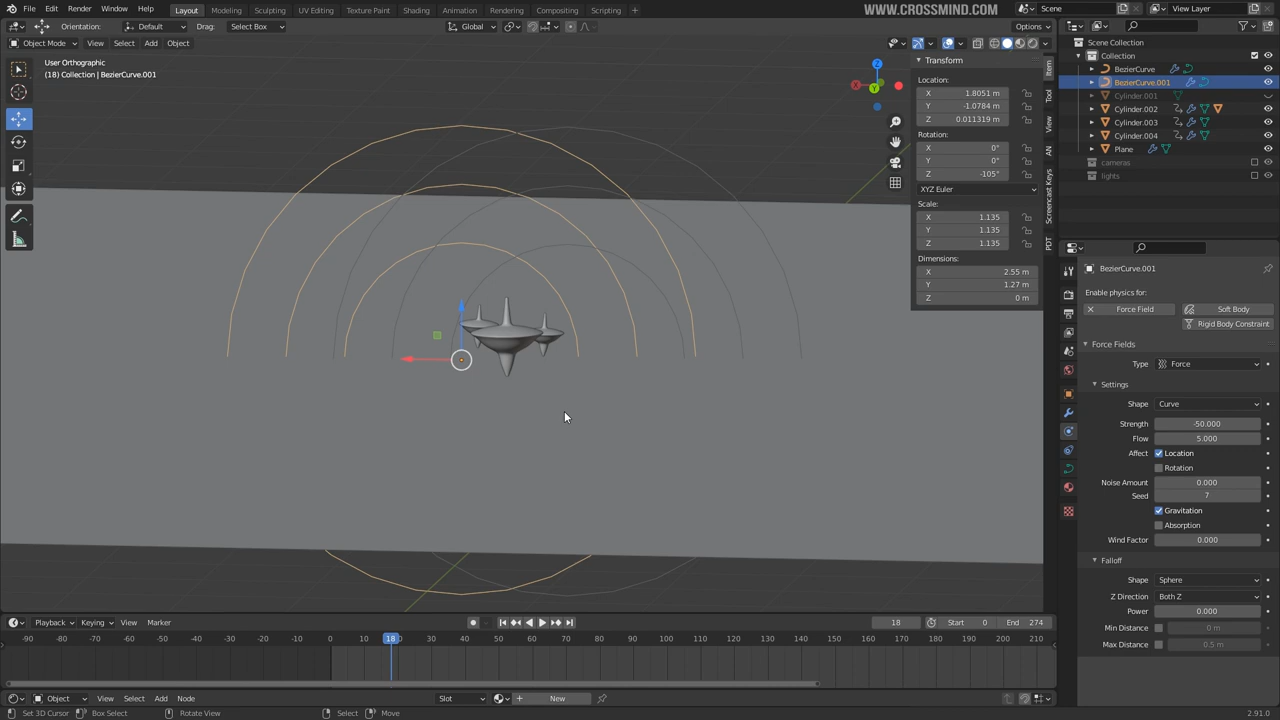 File Edit Render Window Help
Layout Modeling Sculpting UV Editing Texture Paint Shading Animation Rendering Compositing Scripting +
WWW.CROSSMIND.COM
Scene
View Layer
Orientation: Default Drag: Select Box
Global
Options
Object Mode View Select Add Object
User Orthographic
(18) Collection | BezierCurve.001
Z
X
Y
Transform
Location:
X 1.8051 m
Y -1.0784 m
Z 0.011319 m
Rotation:
X 0°
Y 0°
Z -105°
XYZ Euler
Scale:
X 1.135
Y 1.135
Z 1.135
Dimensions:
X 2.55 m
Y 1.27 m
Z 0 m
Item
Tool
View
AN
Screencast Keys
PDT
Scene Collection
Collection
BezierCurve
BezierCurve.001
Cylinder.001
Cylinder.002
Cylinder.003
Cylinder.004
Plane
cameras
lights
BezierCurve.001
Enable physics for:
Force Field
Soft Body
Rigid Body Constraint
Force Fields
Type Force
Settings
Shape Curve
Strength -50.000
Flow 5.000
Affect Location
Rotation
Noise Amount 0.000
Seed 7
Gravitation
Absorption
Wind Factor 0.000
Falloff
Shape Sphere
Z Direction Both Z
Power 0.000
Min Distance 0 m
Max Distance 0.5 m
Playback Keying View Marker
18 Start 0 End 274
-90 -80 -70 -60 -50 -40 -30 -20 -10 0 10 18 30 40 50 60 70 80 90 100 110 120 130 140 150 160 170 180 190 200 210
Object View Select Add Node
Slot
New
Set 3D Cursor Box Select Rotate View Select Move
2.91.0